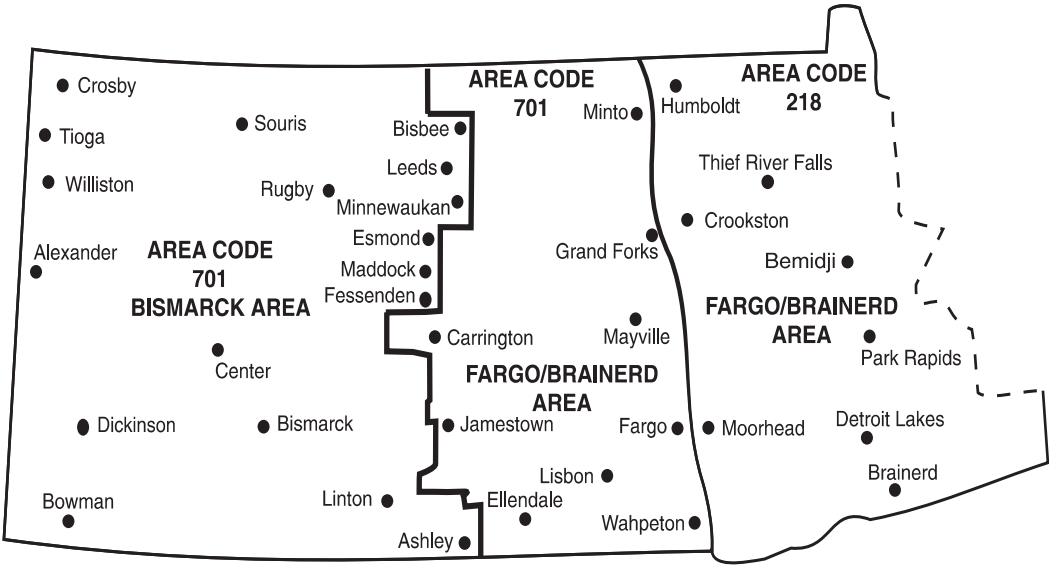 Crosby
Tioga
Souris
Williston
Rugby
Bisbee
Leeds
Minnewaukan
Esmond
Maddock
Fessenden
Alexander
AREA CODE
701
BISMARCK AREA
Center
Dickinson
Bismarck
Bowman
Linton
Ashley
AREA CODE
701
Minto
Grand Forks
Carrington
Mayville
FARGO/BRAINERD
AREA
Jamestown
Fargo
Lisbon
Ellendale
Wahpeton
AREA CODE
218
Humboldt
Thief River Falls
Crookston
Bemidji
FARGO/BRAINERD
AREA
Park Rapids
Moorhead
Detroit Lakes
Brainerd